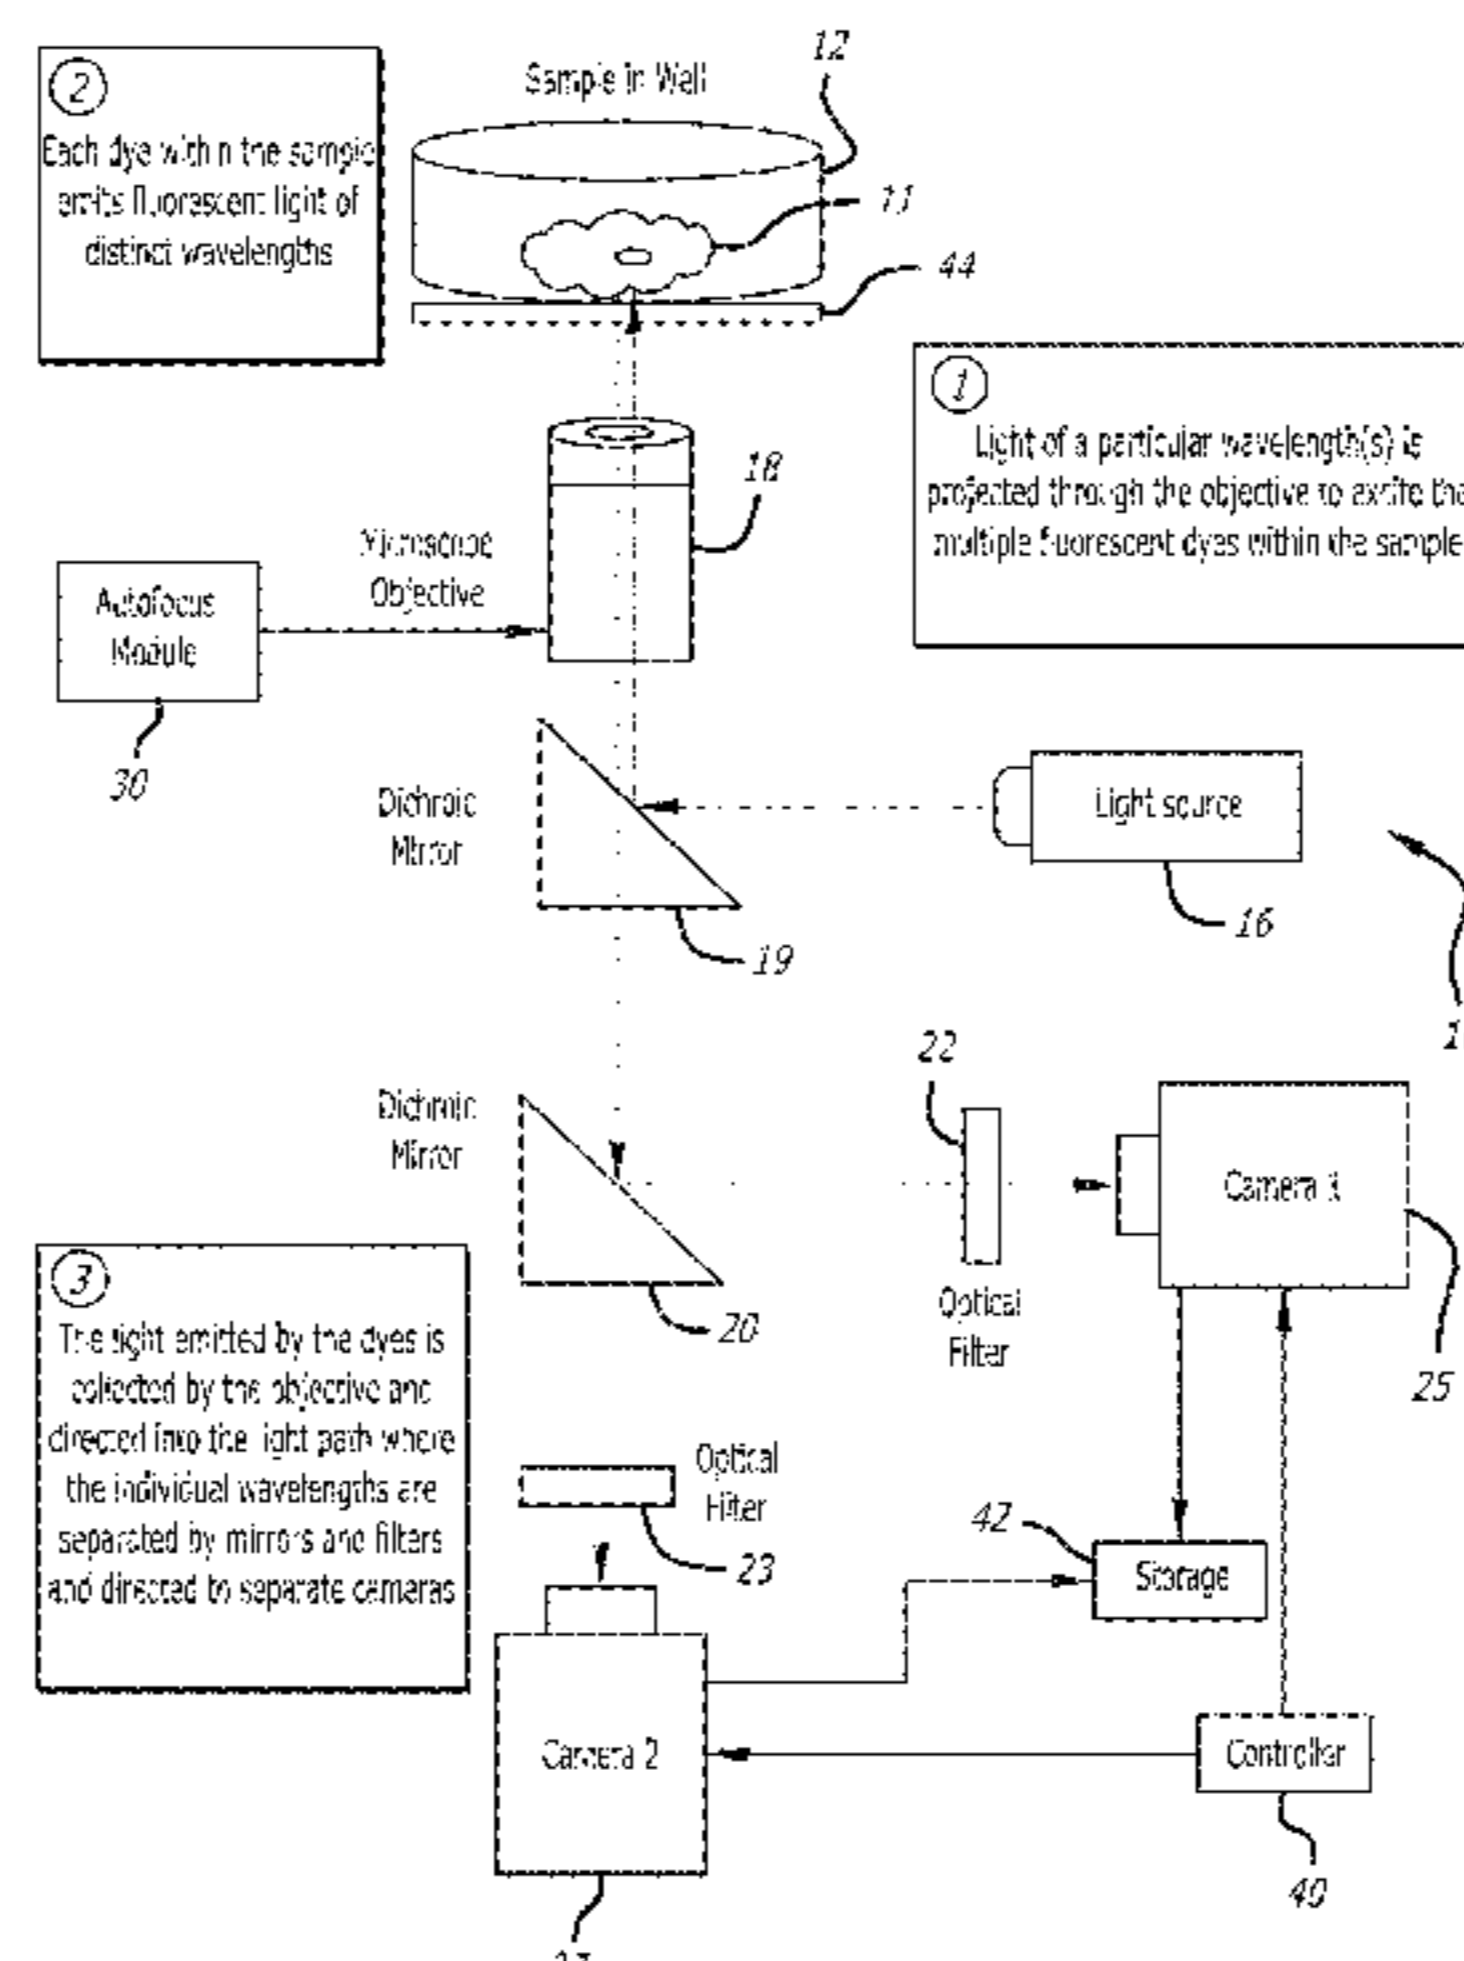 2
Each dye within the sample
emits fluorescent light of
distinct wavelengths
Sample in Well
12
11
44
1
Light of a particular wavelength(s) is
projected through the objective to excite the
multiple fluorescent dyes within the sample
18
Microscope
Objective
Autofocus
Module
30
Dichroic
Mirror
19
Light source
16
Dichroic
Mirror
20
22
Optical
Filter
Camera
25
3
The light emitted by the dyes is
collected by the objective and
directed into the light path where
the individual wavelengths are
separated by mirrors and filters
and directed to separate cameras
Optical
Filter
23
42
Storage
Camera 2
Controller
40